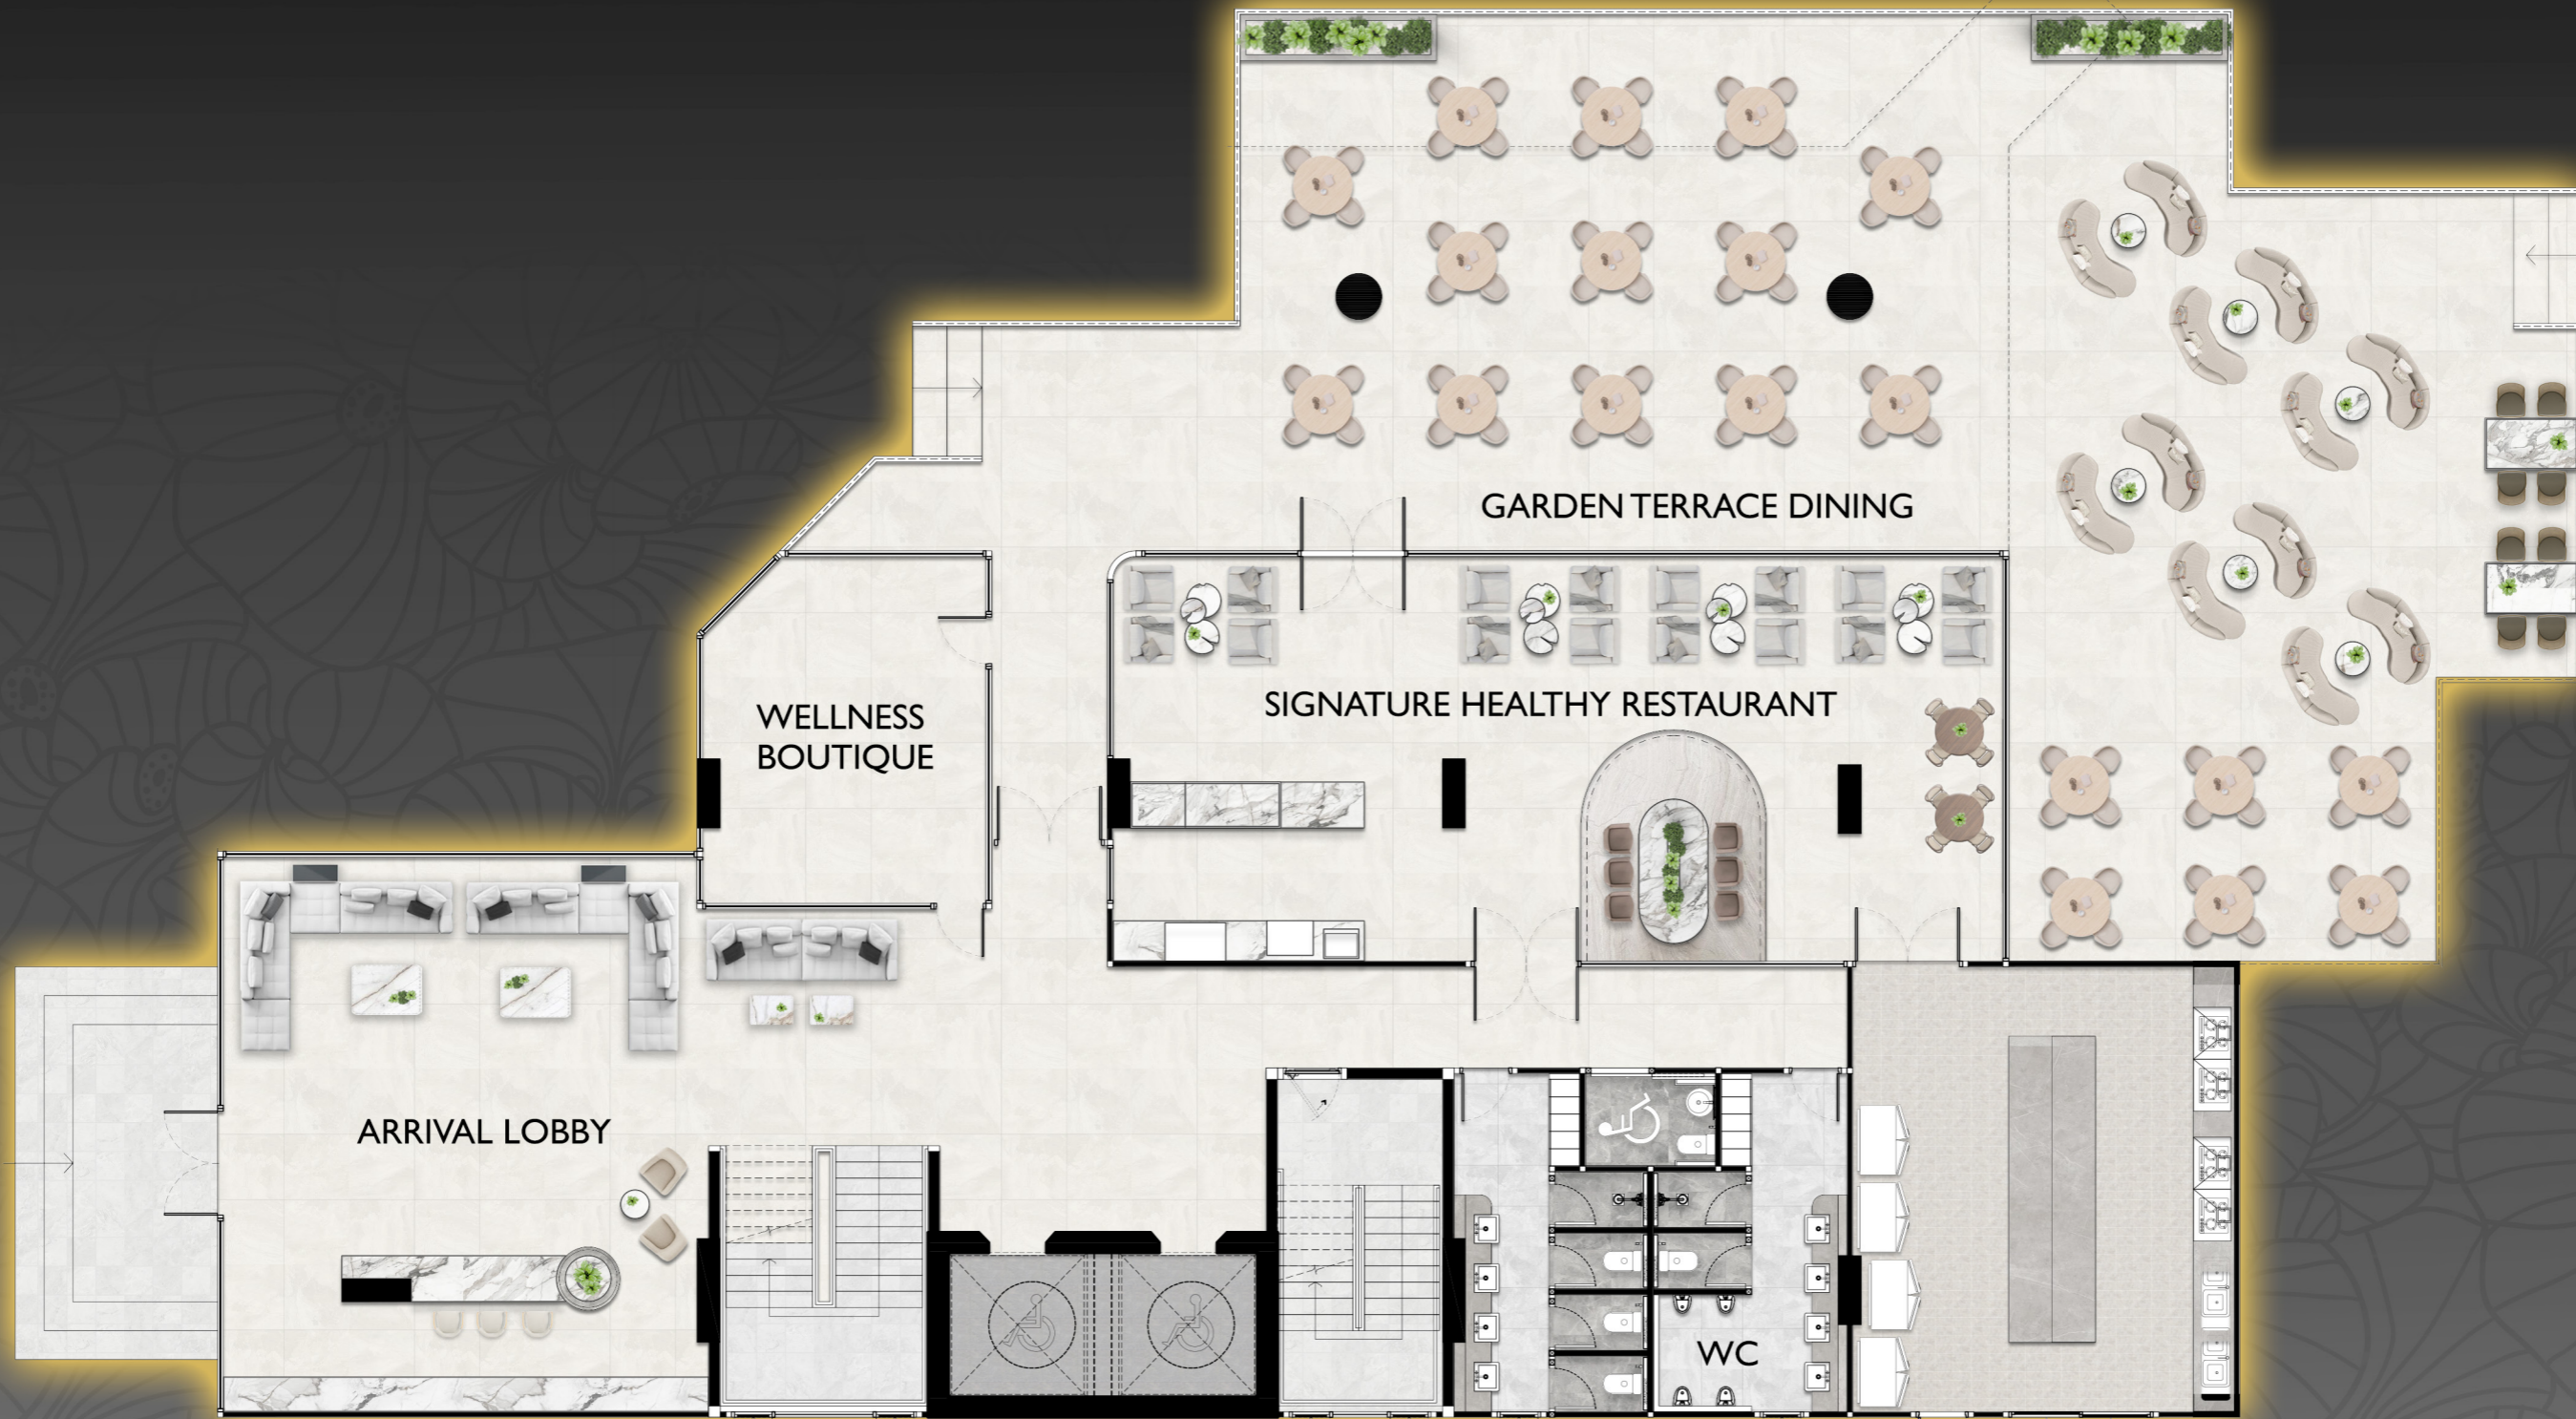 GARDEN TERRACE DINING
SIGNATURE HEALTHY RESTAURANT
WELLNESS
BOUTIQUE
ARRIVAL LOBBY
WC